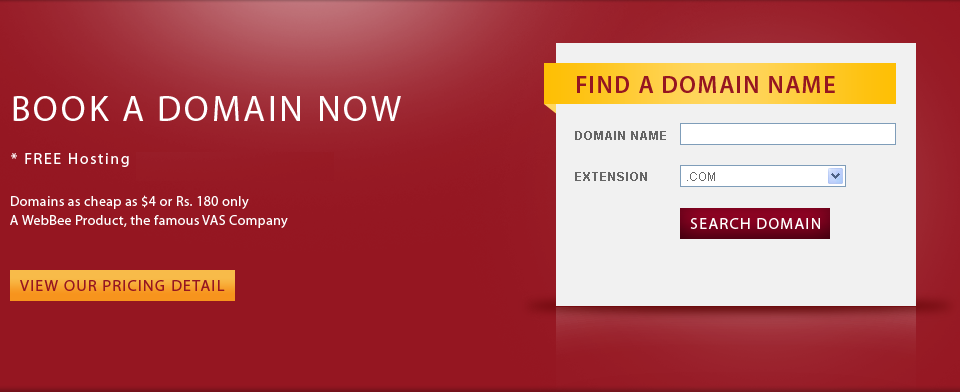 BOOK A DOMAIN NOW
* FREE Hosting
Domains as cheap as $4 or Rs. 180 only
A WebBee Product, the famous VAS Company
VIEW OUR PRICING DETAIL
FIND A DOMAIN NAME
DOMAIN NAME
EXTENSION .COM
SEARCH DOMAIN